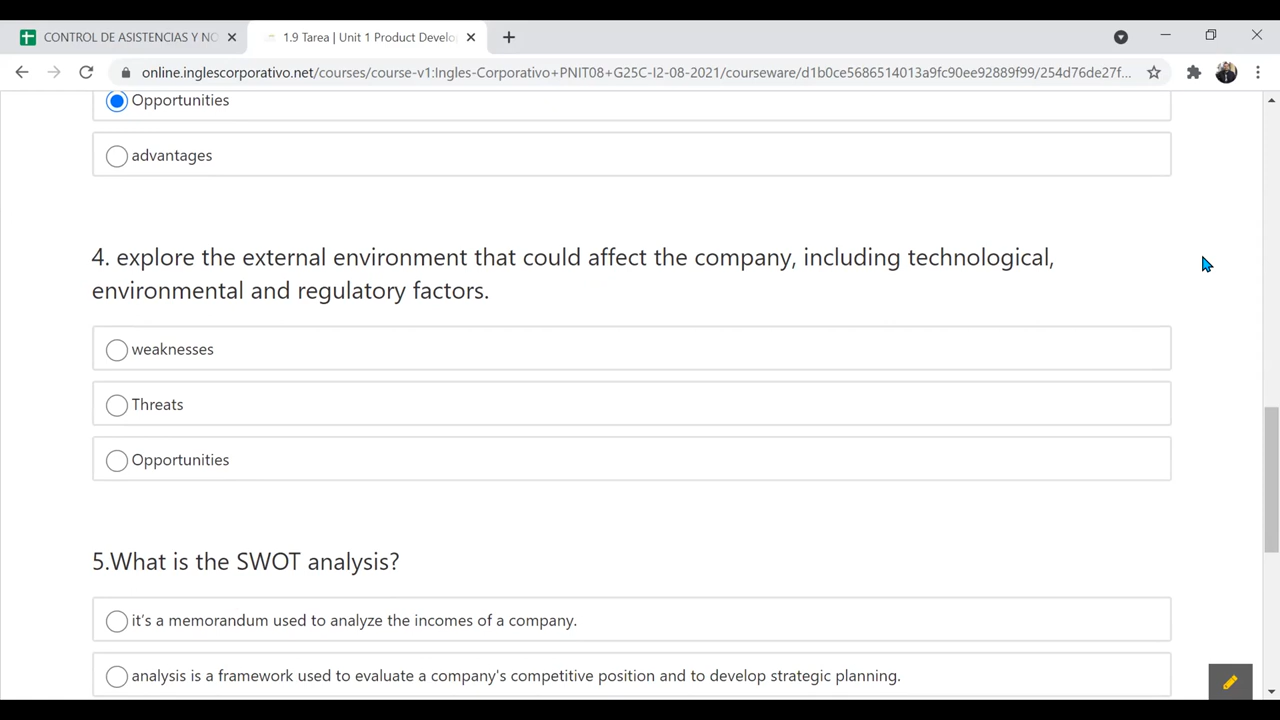 CONTROL DE ASISTENCIAS Y NO
1.9 Tarea | Unit 1 Product Develo
online.inglescorporativo.net/courses/course-v1:Ingles-Corporativo+PNIT08+G25C-I2-08-2021/courseware/d1b0ce5686514013a9fc90ee92889f99/254d76de27f...
Opportunities
advantages
4. explore the external environment that could affect the company, including technological,
environmental and regulatory factors.
weaknesses
Threats
Opportunities
5.What is the SWOT analysis?
it's a memorandum used to analyze the incomes of a company.
analysis is a framework used to evaluate a company's competitive position and to develop strategic planning.